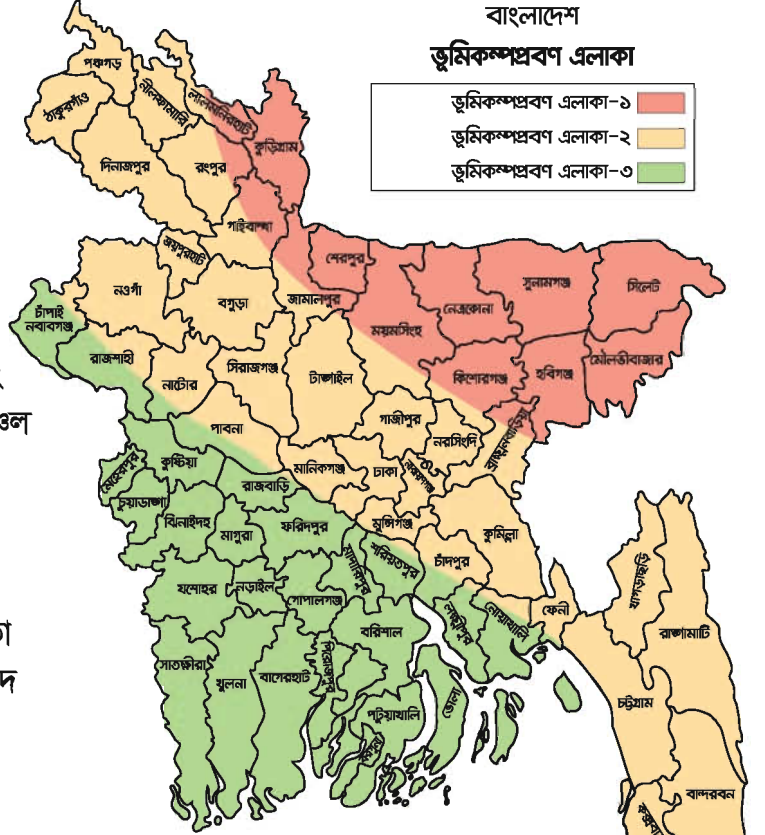 বাংলাদেশ
ভূমিকম্পপ্রবণ এলাকা
ভূমিকম্পপ্রবণ এলাকা-১
ভূমিকম্পপ্রবণ এলাকা-২
ভূমিকম্পপ্রবণ এলাকা-৩
পঞ্চগড়
ঠাকুরগাঁও
নীলফামারি
লালমনিরহাট
কুড়িগ্রাম
দিনাজপুর
রংপুর
গাইবান্ধা
জয়পুরহাট
নওগাঁ
বগুড়া
জামালপুর
শেরপুর
ময়মসিংহ
নেত্রকোনা
সুনামগঞ্জ
সিলেট
চাঁপাই
নবাবগঞ্জ
রাজশাহী
নাটোর
সিরাজগঞ্জ
টাঙ্গাইল
কিশোরগঞ্জ
হবিগঞ্জ
মৌলভীবাজার
পাবনা
গাজীপুর
নরসিংদি
ব্রাহ্মনবাড়িয়া
মেহেরপুর
কুষ্টিয়া
মানিকগঞ্জ
ঢাকা
চুয়াডাঙ্গা
রাজবাড়ি
ঝিনাইদহ
মাগুরা
ফরিদপুর
মুন্সিগঞ্জ
কুমিল্লা
মাদারিপুর
শরিয়তপুর
চাঁদপুর
যশোহর
নড়াইল
গোপালগঞ্জ
লক্ষ্মীপুর
নোয়াখালি
ফেনী
খাগড়াছড়ি
রাঙ্গামাটি
বরিশাল
সাতক্ষীরা
খুলনা
বাগেরহাট
পিরোজপুর
পটুয়াখালি
ভোলা
বরগুনা
চট্টগ্রাম
বান্দরবন